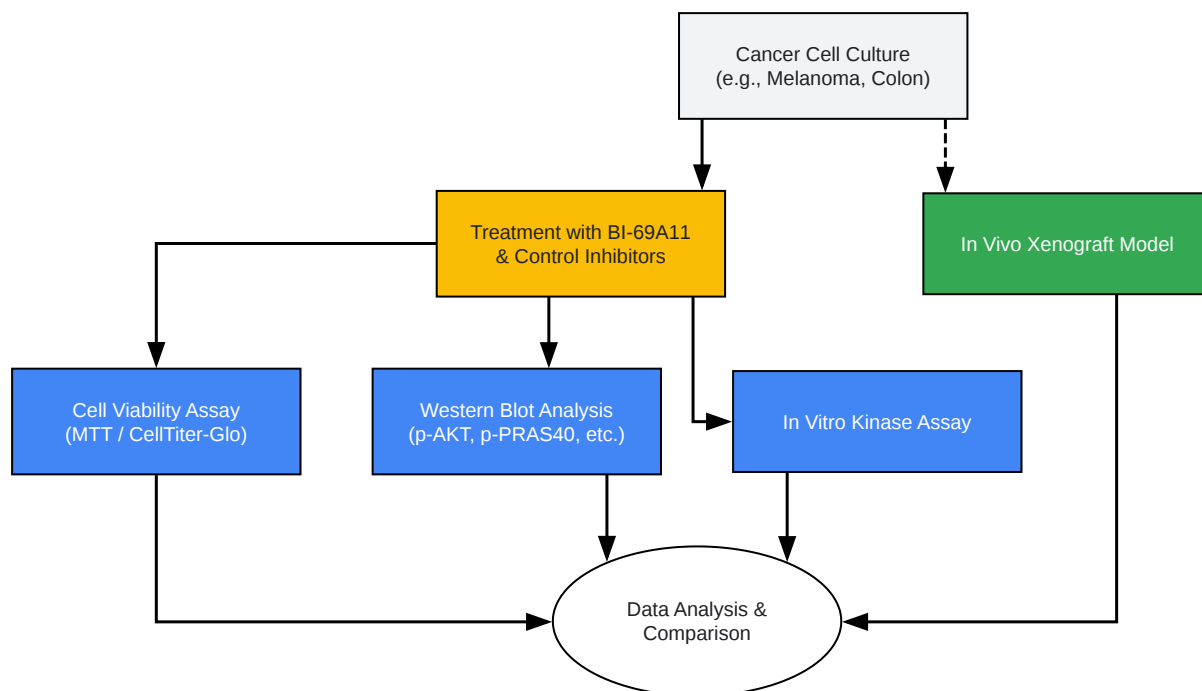 Cancer Cell Culture
(e.g., Melanoma, Colon)
Treatment with BI-69A11
& Control Inhibitors
In Vivo Xenograft Model
Cell Viability Assay
(MTT / CellTiter-Glo)
Western Blot Analysis
(p-AKT, p-PRAS40, etc.)
In Vitro Kinase Assay
Data Analysis &
Comparison